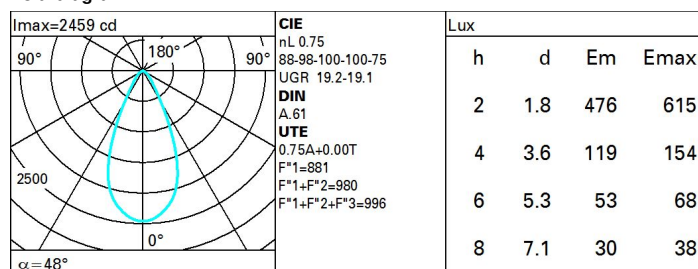 Imax=2459 cd
90° 180° 90°
2500
0°
α=48°
CIE
nL 0.75
88-98-100-100-75
UGR 19.2-19.1
DIN
A.61
UTE
0.75A+0.00T
F"1=881
F"1+F"2=980
F"1+F"2+F"3=996
Lux
h d Em Emax
2 1.8 476 615
4 3.6 119 154
6 5.3 53 68
8 7.1 30 38